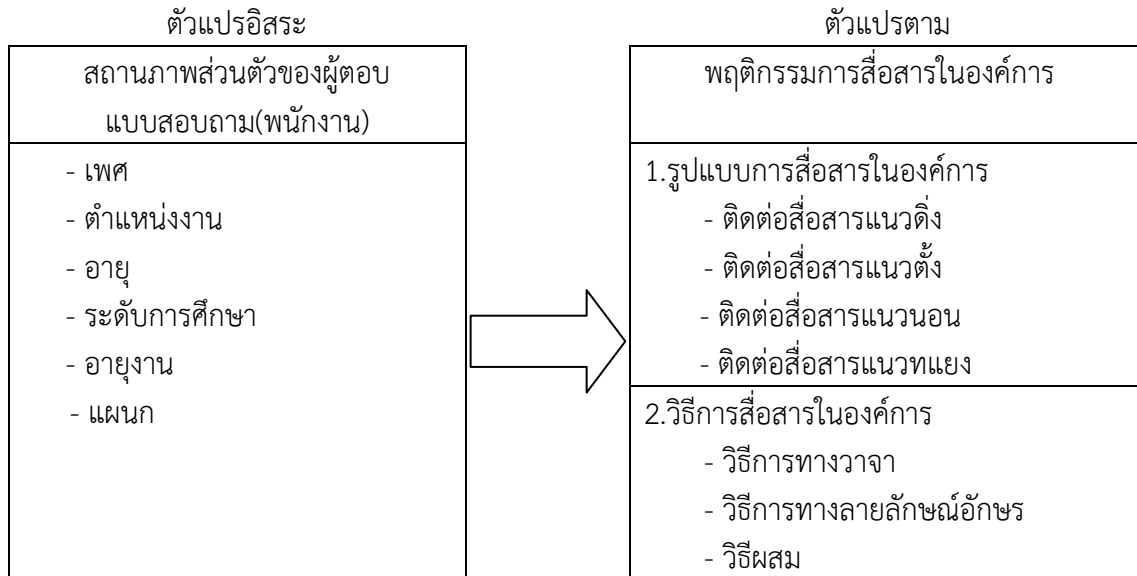 ตัวแปรอิสระ
สถานภาพส่วนตัวของผู้ตอบ
แบบสอบถาม(พนักงาน)
- เพศ
- ตำแหน่งงาน
- อายุ
- ระดับการศึกษา
- อายุงาน
- แผนก
ตัวแปรตาม
พฤติกรรมการสื่อสารในองค์การ
1.รูปแบบการสื่อสารในองค์การ
- ติดต่อสื่อสารแนวดิ่ง
- ติดต่อสื่อสารแนวตั้ง
- ติดต่อสื่อสารแนวนอน
- ติดต่อสื่อสารแนวทแยง
2.วิธีการสื่อสารในองค์การ
- วิธีการทางวาจา
- วิธีการทางลายลักษณ์อักษร
- วิธีผสม